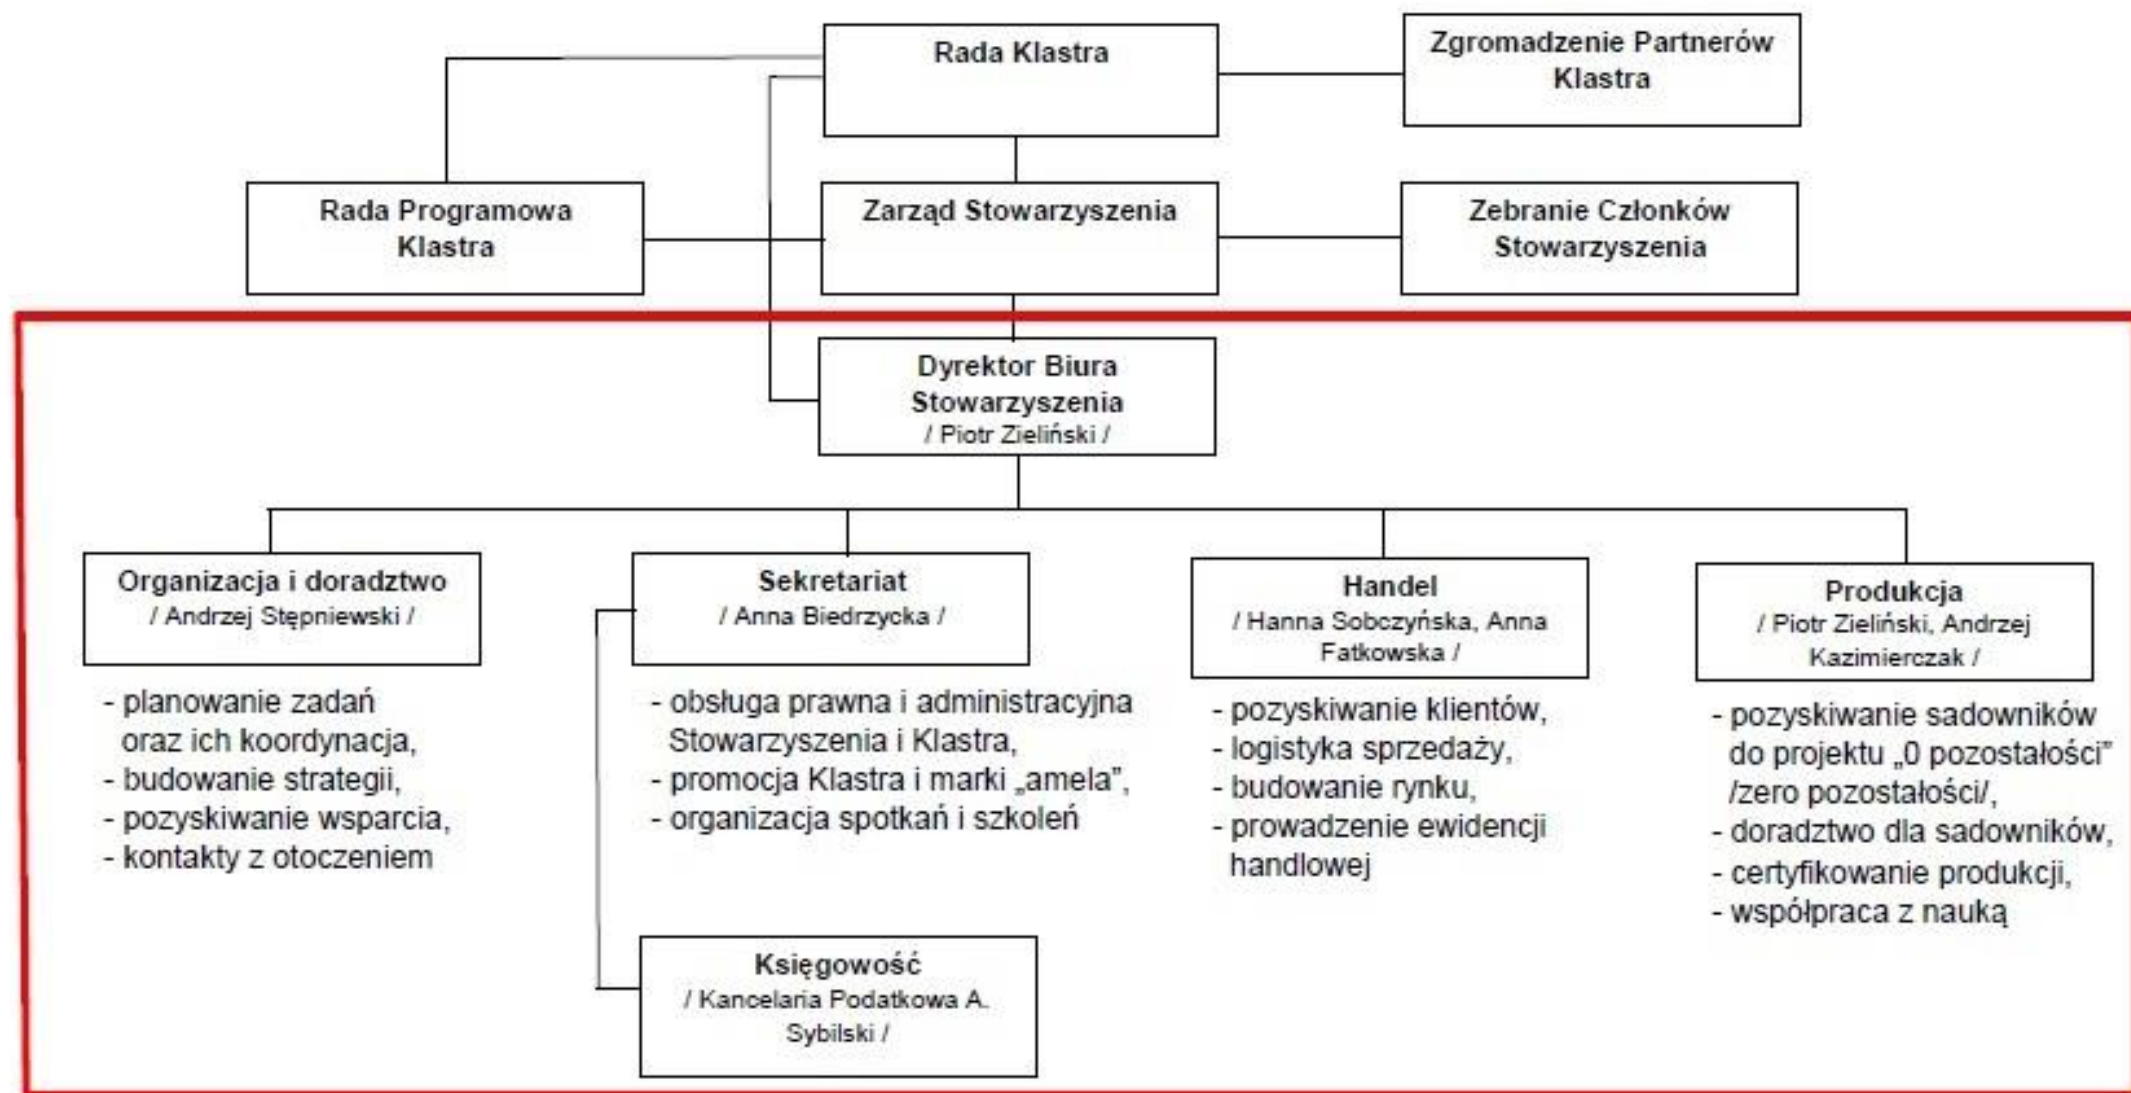 Rada Klastra
Zgromadzenie Partnerów
Klastra
Rada Programowa
Klastra
Zarząd Stowarzyszenia
Zebranie Członków
Stowarzyszenia
Dyrektor Biura
Stowarzyszenia
/ Piotr Zieliński /
Organizacja i doradztwo
/ Andrzej Stępniewski /
- planowanie zadań
oraz ich koordynacja,
- budowanie strategii,
- pozyskiwanie wsparcia,
- kontakty z otoczeniem
Sekretariat
/ Anna Biedrzycka /
- obsługa prawna i administracyjna
Stowarzyszenia i Klastra,
- promocja Klastra i marki „amela”,
- organizacja spotkań i szkoleń
Księgowość
/ Kancelaria Podatkowa A.
Sybilski /
Handel
/ Hanna Sobczyńska, Anna
Fatkowska /
- pozyskiwanie klientów,
- logistyka sprzedaży,
- budowanie rynku,
- prowadzenie ewidencji
handlowej
Produkcja
/ Piotr Zieliński, Andrzej
Kazimierczak /
- pozyskiwanie sadowników
do projektu „0 pozostałości”
/zero pozostałości/,
- doradztwo dla sadowników,
- certyfikowanie produkcji,
- współpraca z nauką